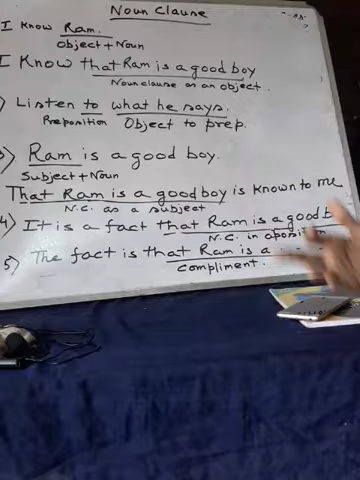 Noun Clause
I know Ram.
object + Noun
I know that Ram is a good boy
Noun clause as an object.
) Listen to what he says.
Preposition Object to prep.
3) Ram is a good boy.
Subject + Noun
That Ram is a good boy is known to me
N.C. as a subject
4) It is a fact that Ram is a good b
N.C. in aposition
5) The fact is that Ram is a
compliment.